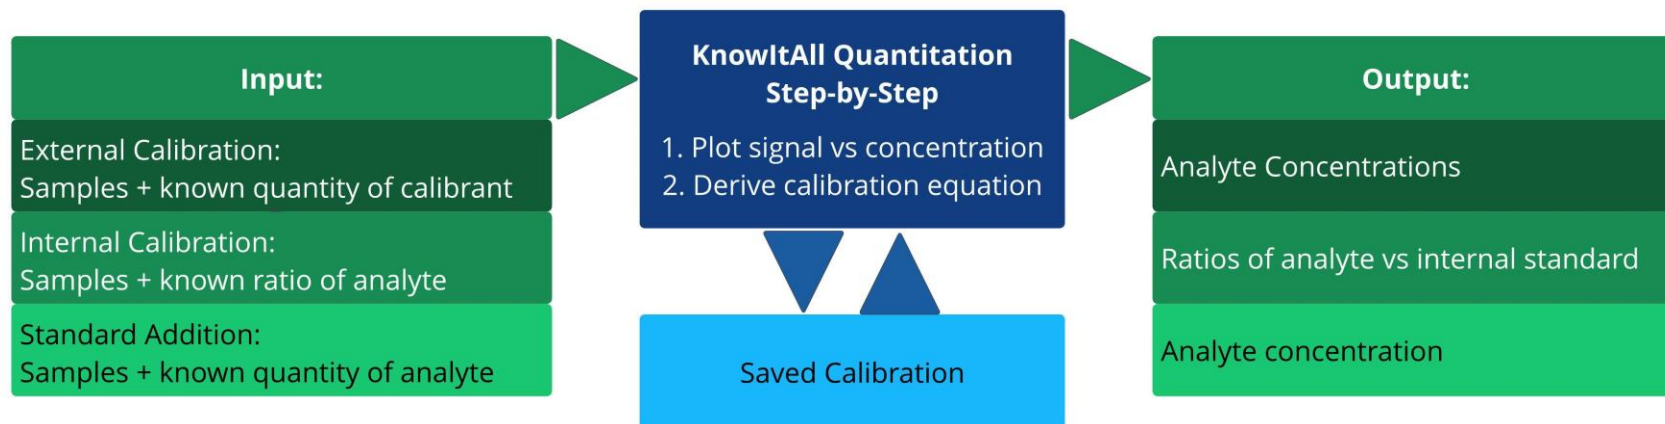 Input:
External Calibration:
Samples + known quantity of calibrant
Internal Calibration:
Samples + known ratio of analyte
Standard Addition:
Samples + known quantity of analyte
KnowItAll Quantitation
Step-by-Step
1. Plot signal vs concentration
2. Derive calibration equation
Saved Calibration
Output:
Analyte Concentrations
Ratios of analyte vs internal standard
Analyte concentration